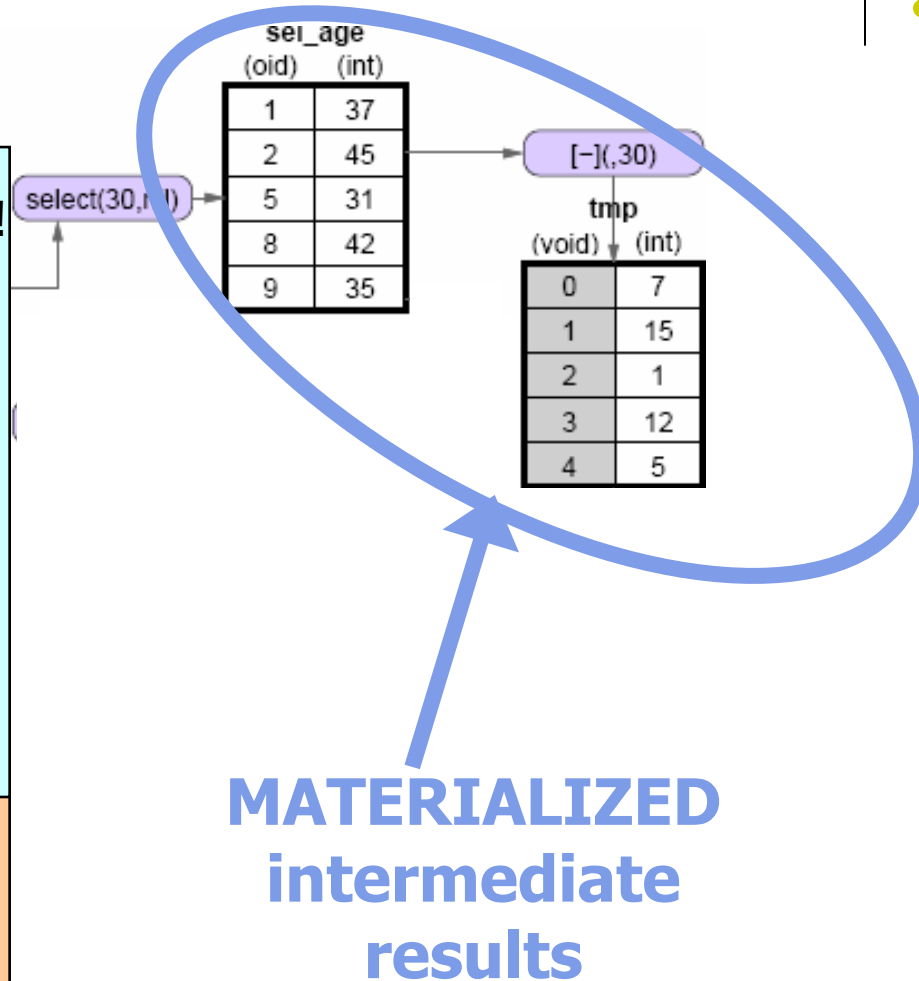 sel_age
(oid) (int)
1 37
2 45
5 31
8 42
9 35
select(30,nil)
!
[−](,30)
tmp
(void) (int)
0 7
1 15
2 1
3 12
4 5
MATERIALIZED
intermediate
results